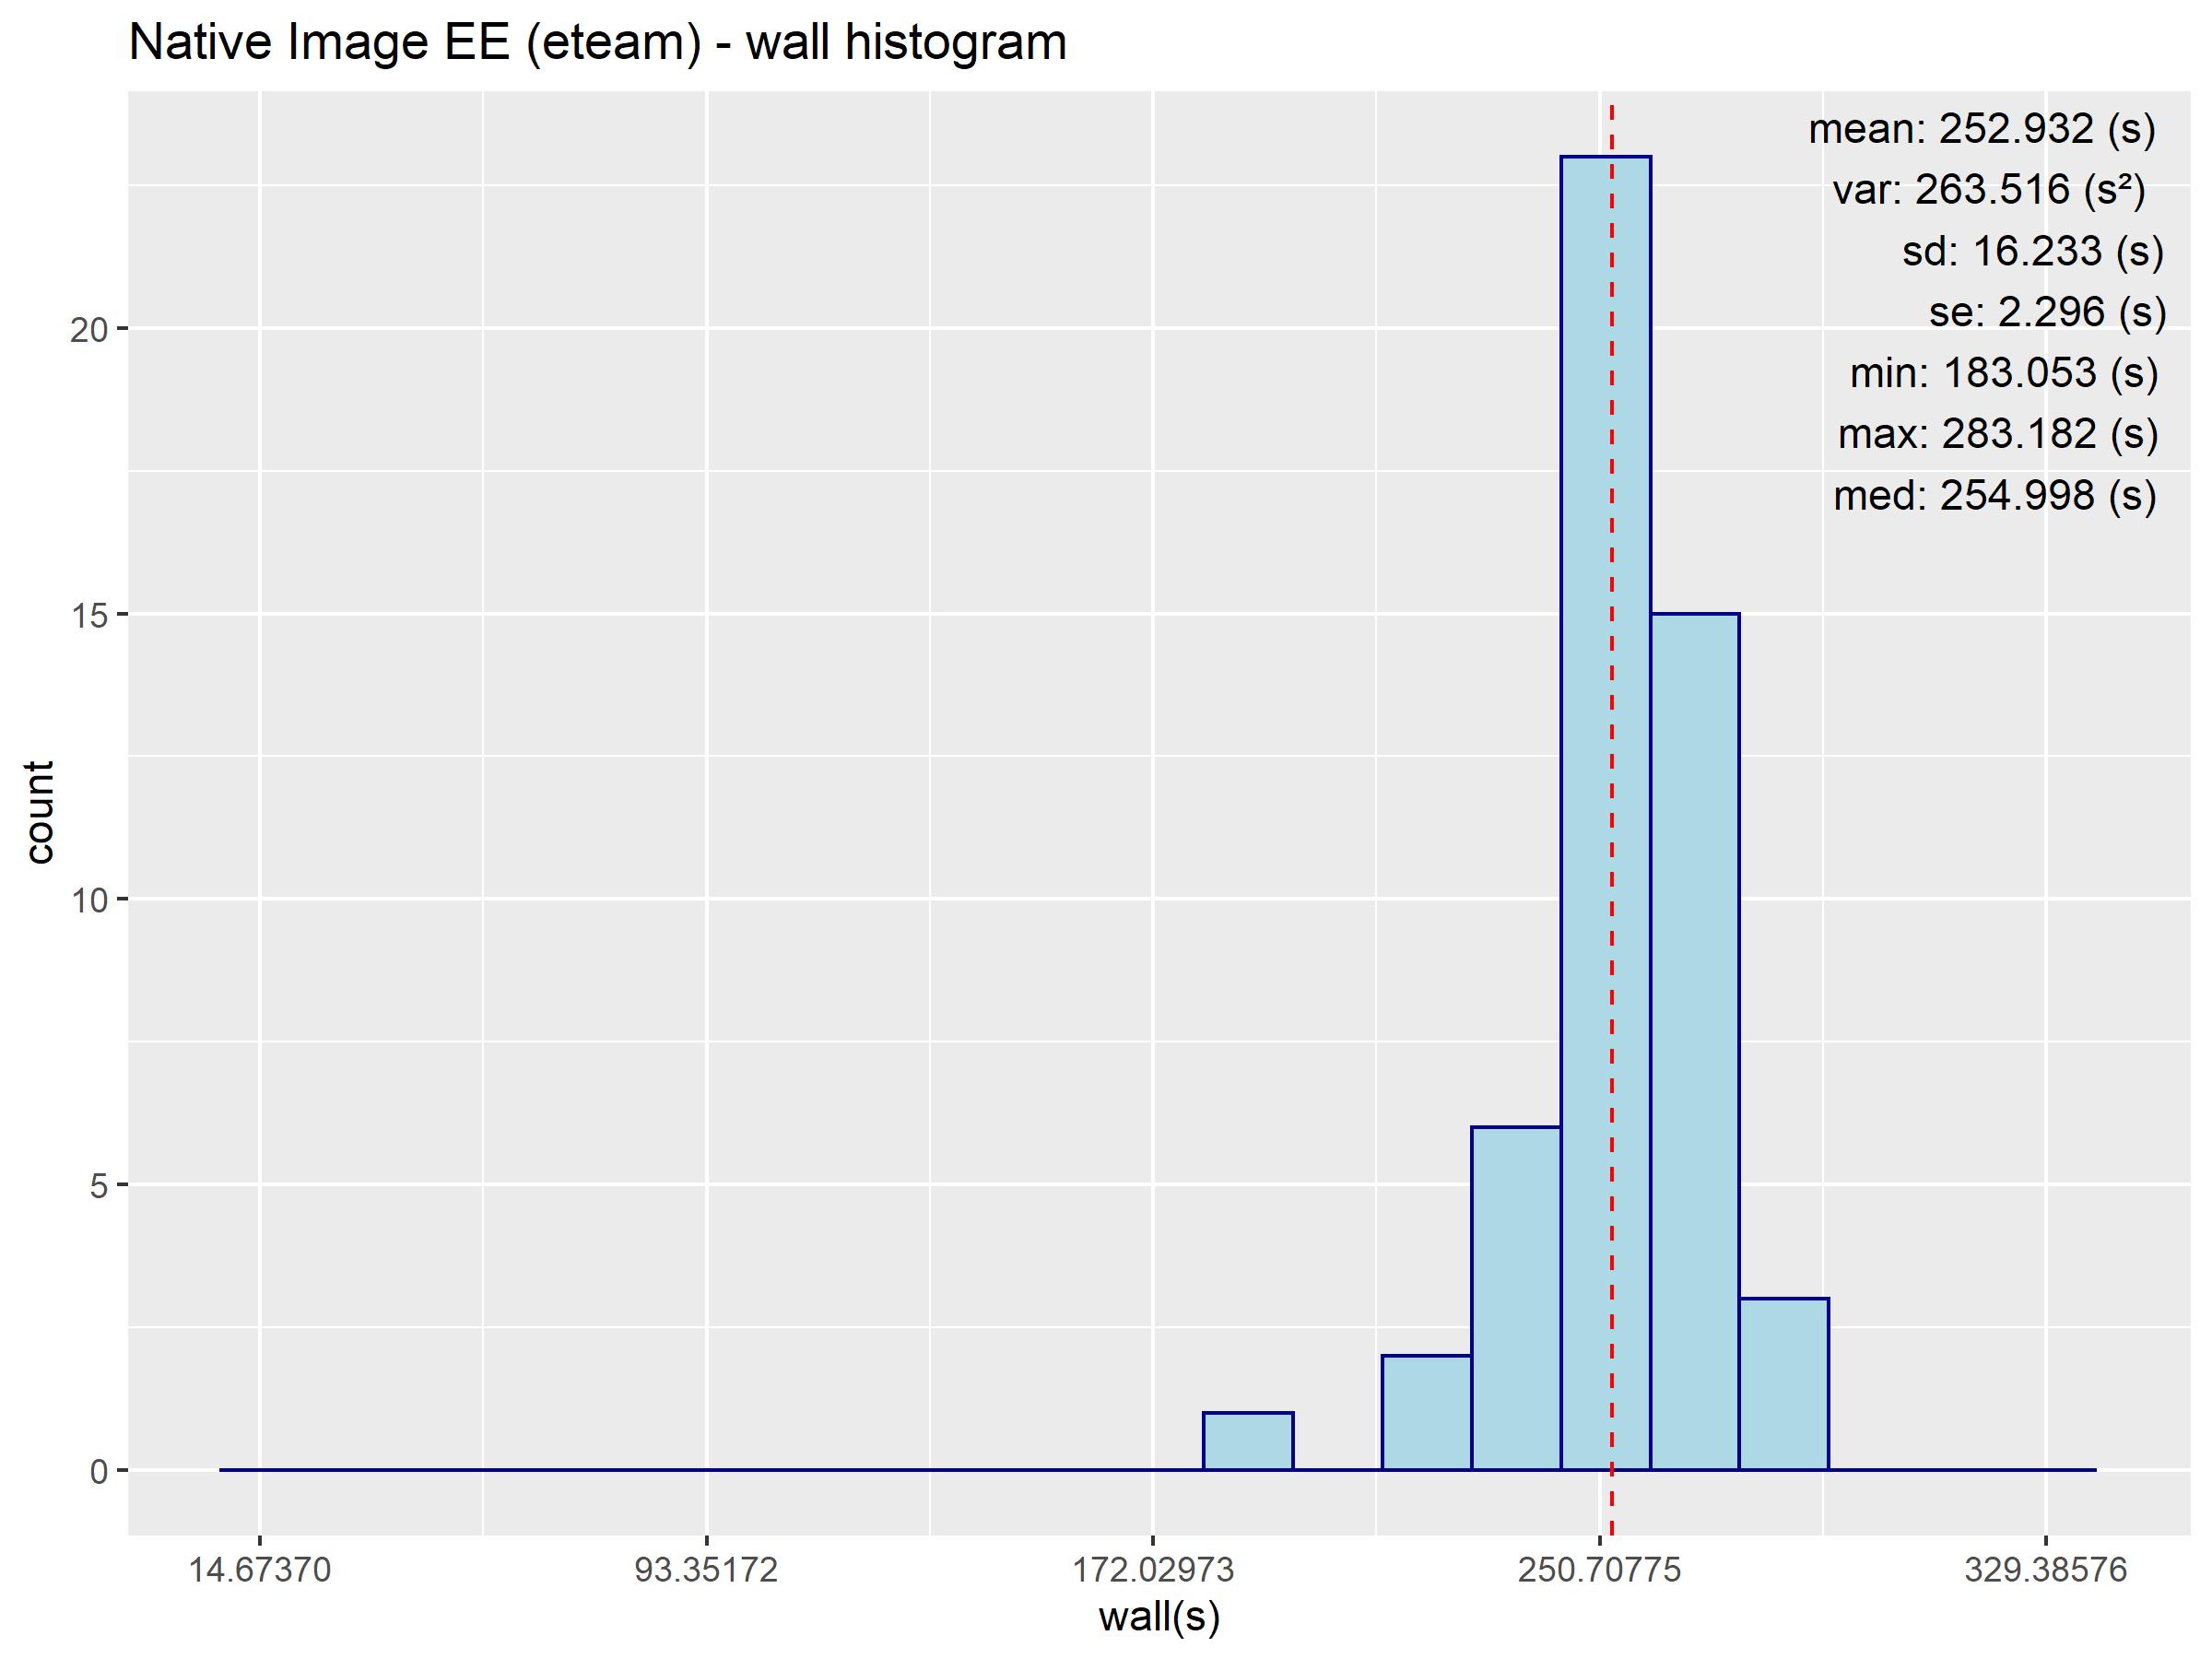 Native Image EE (eteam) - wall histogram
mean: 252.932 (s)
var: 263.516 (s²)
sd: 16.233 (s)
se: 2.296 (s)
min: 183.053 (s)
max: 283.182 (s)
med: 254.998 (s)
20
15
10
5
0
count
14.67370 93.35172 172.02973 250.70775 329.38576
wall(s)